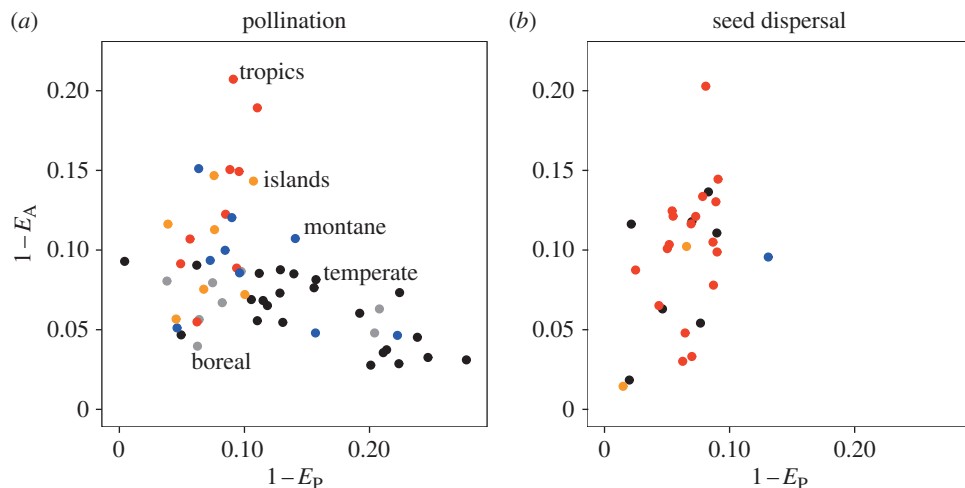 (a) pollination
tropics
islands
montane
temperate
boreal
0.20
0.15
0.10
0.05
0
1 – E_A
0 0.10 0.20
1 – E_P
(b) seed dispersal
0.20
0.15
0.10
0.05
0
0 0.10 0.20
1 – E_P